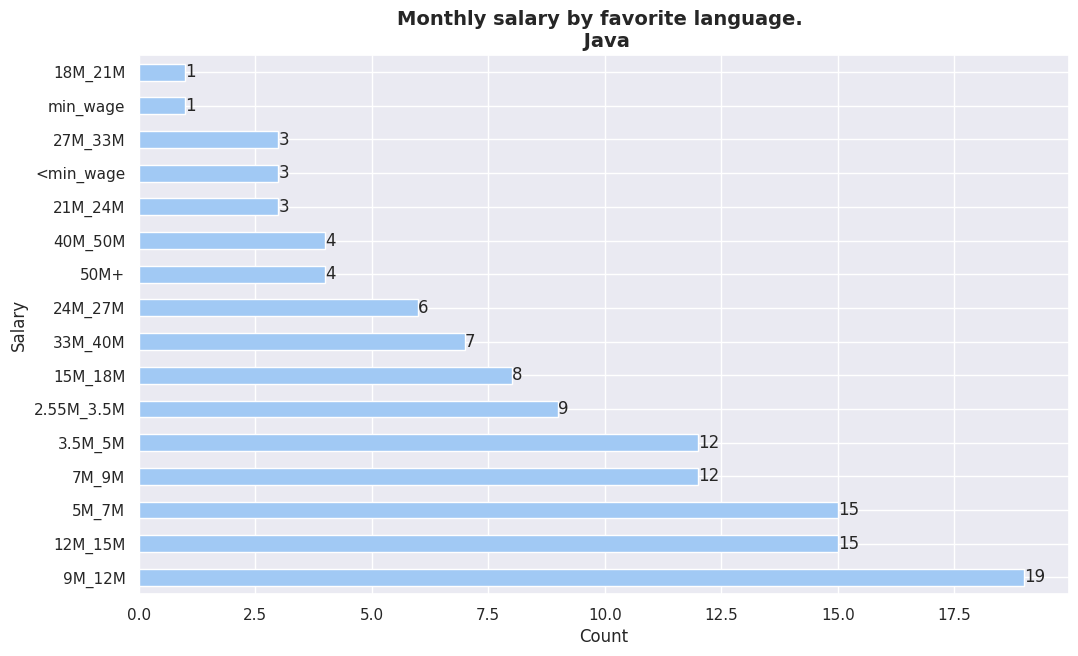 Monthly salary by favorite language.
Java
18M_21M 1
min_wage 1
27M_33M 3
<min_wage 3
21M_24M 3
40M_50M 4
50M+ 4
24M_27M 6
33M_40M 7
15M_18M 8
2.55M_3.5M 9
3.5M_5M 12
7M_9M 12
5M_7M 15
12M_15M 15
9M_12M 19
Salary
0.0 2.5 5.0 7.5 10.0 12.5 15.0 17.5
Count